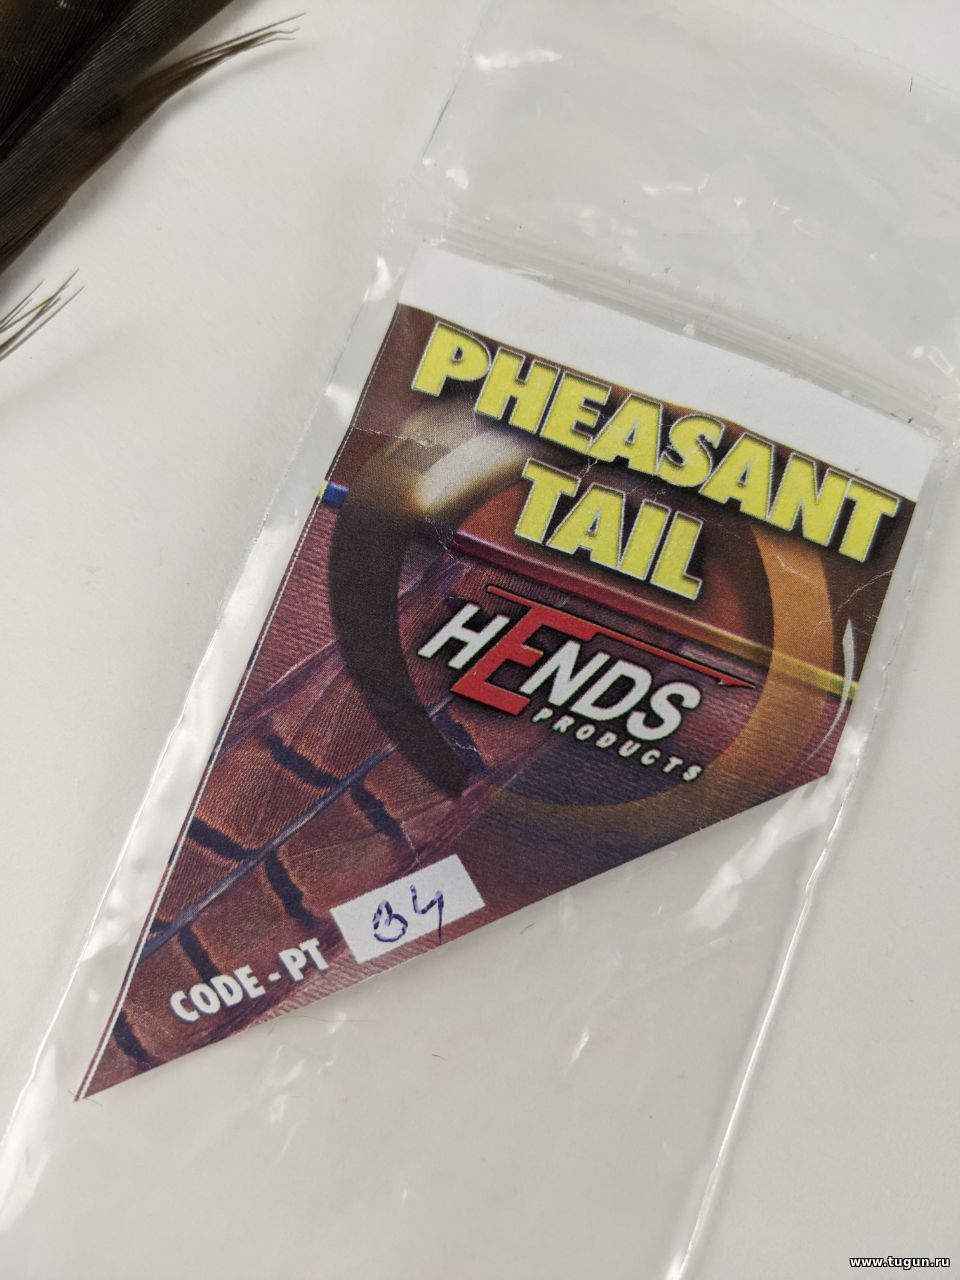 PHEASANT
TAIL
HENDS
PRODUCTS
CODE - PT 34
www.tugun.ru